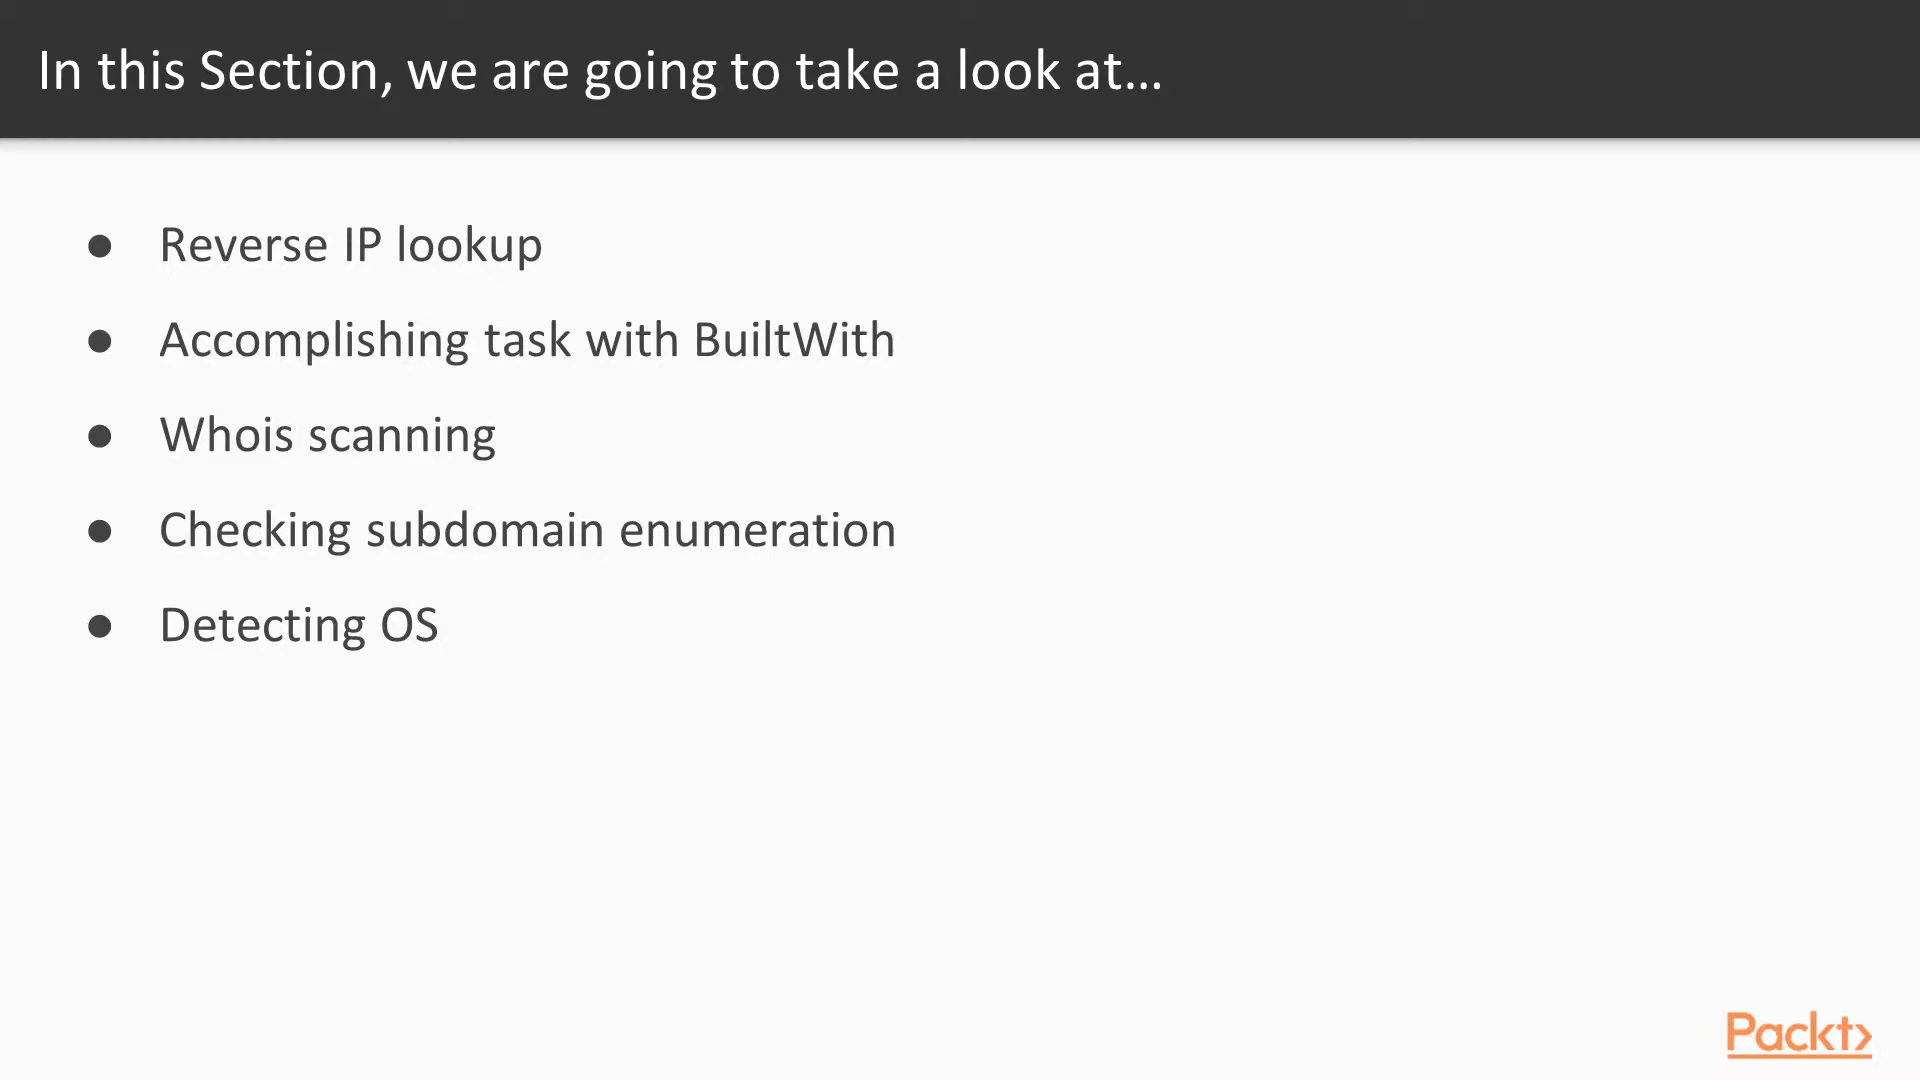 In this Section, we are going to take a look at...
● Reverse IP lookup
● Accomplishing task with BuiltWith
● Whois scanning
● Checking subdomain enumeration
● Detecting OS
Packt>